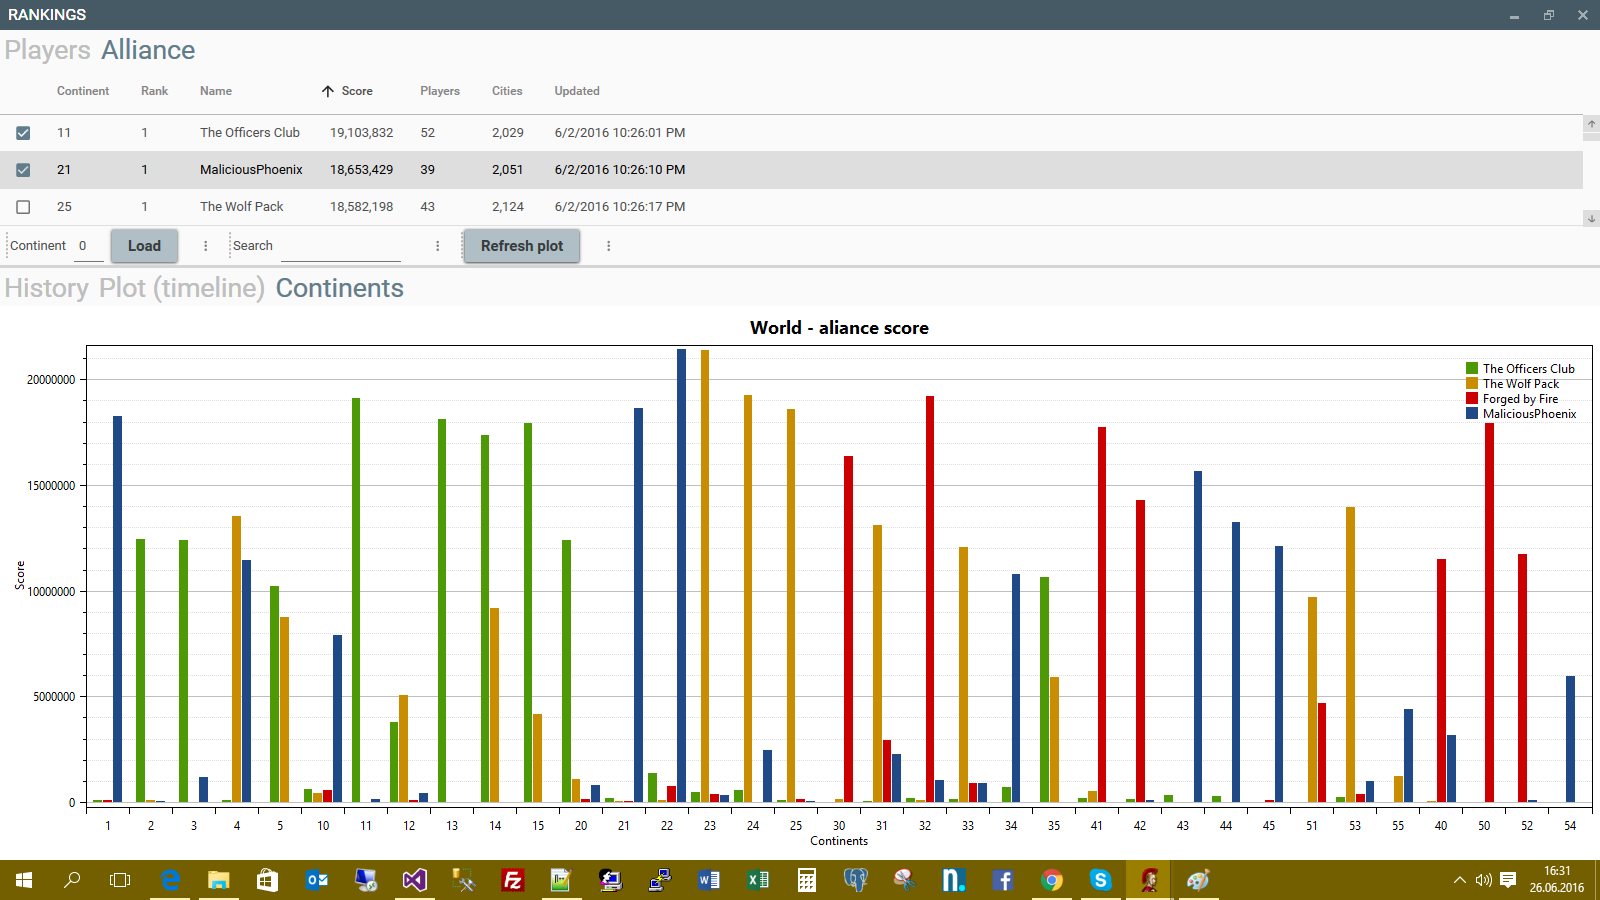 RANKINGS
Players Alliance
Continent Rank Name Score Players Cities Updated
11 1 The Officers Club 19,103,832 52 2,029 6/2/2016 10:26:01 PM
21 1 MaliciousPhoenix 18,653,429 39 2,051 6/2/2016 10:26:10 PM
25 1 The Wolf Pack 18,582,198 43 2,124 6/2/2016 10:26:17 PM
Continent 0 Load Search Refresh plot
History Plot (timeline) Continents
World - aliance score
The Officers Club
The Wolf Pack
Forged by Fire
MaliciousPhoenix
20000000
15000000
10000000
5000000
0
Score
1 2 3 4 5 10 11 12 13 14 15 20 21 22 23 24 25 30 31 32 33 34 35 41 42 43 44 45 51 53 55 40 50 52 54
Continents
16:31
26.06.2016